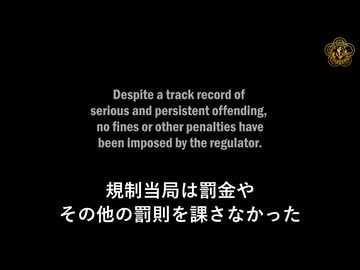 Despite a track record of
serious and persistent offending,
no fines or other penalties have
been imposed by the regulator.
規制当局は罰金や
その他の罰則を課さなかった